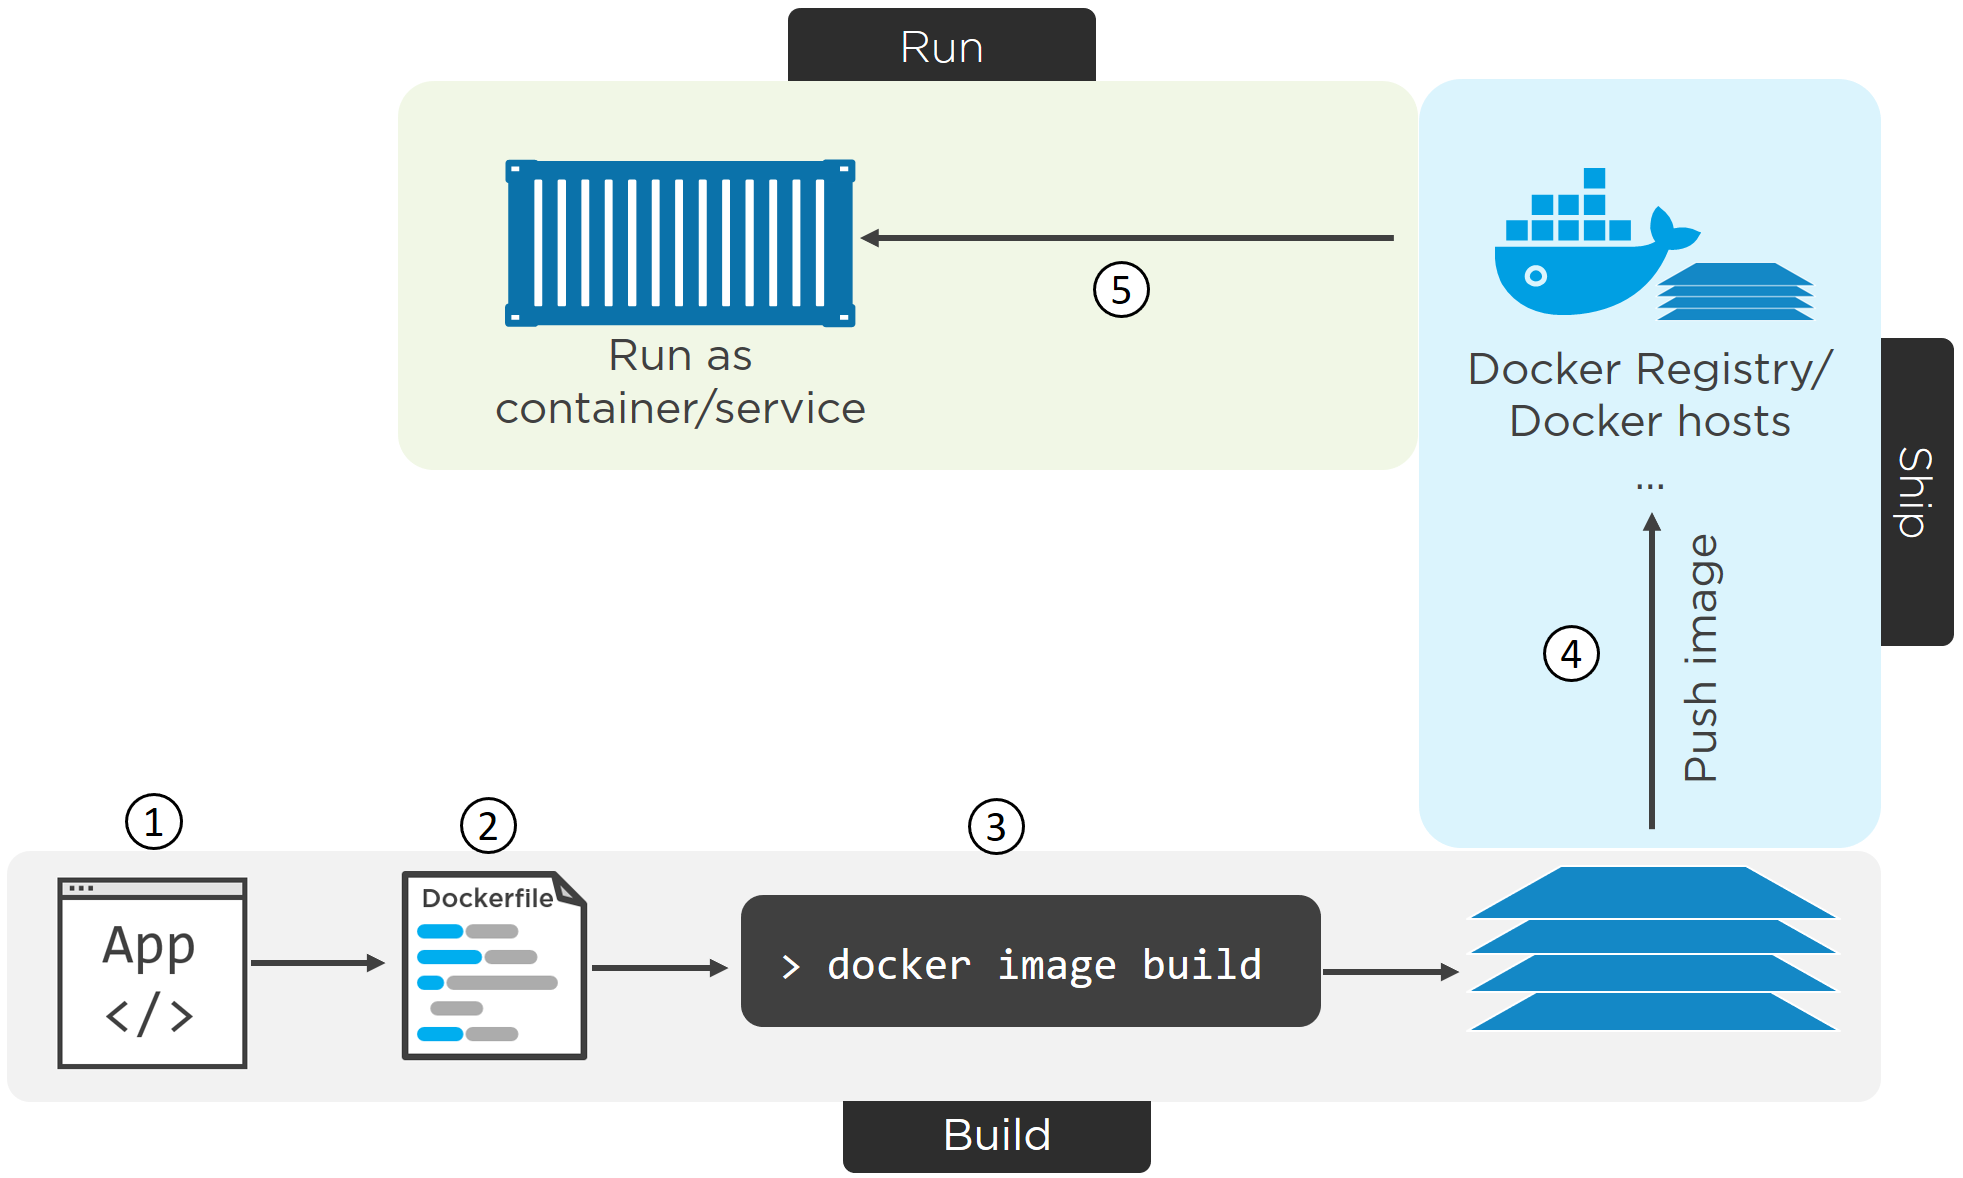 Run
Run as
container/service
5
Docker Registry/
Docker hosts
...
Ship
4
Push image
1
2
3
App
</>
Dockerfile
> docker image build
Build